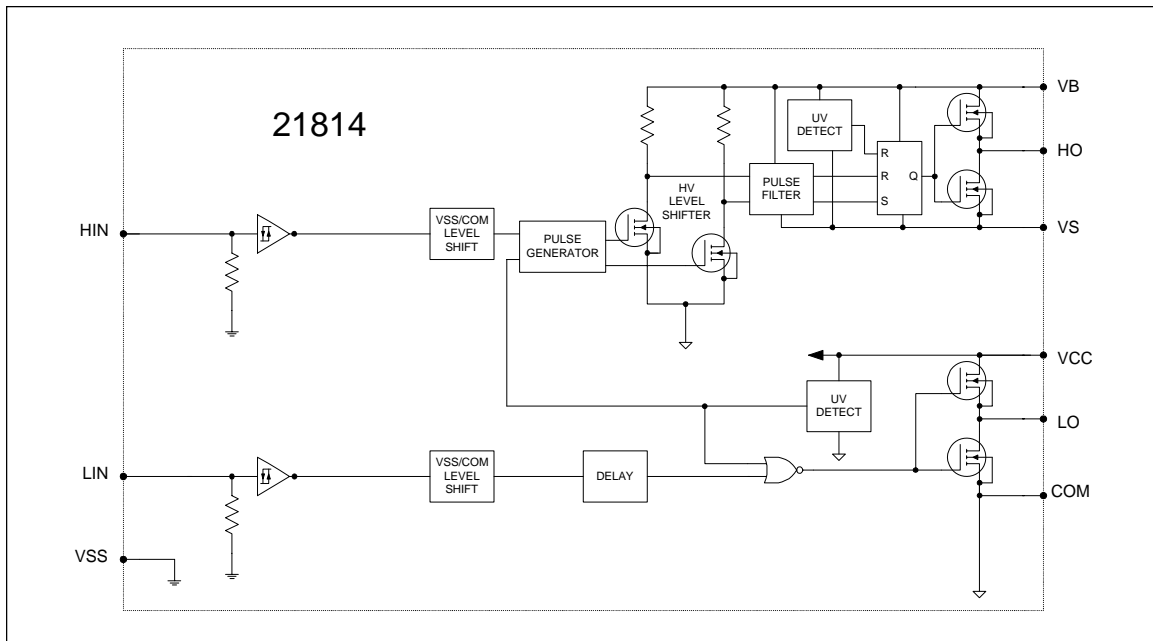 21814
VB
UV
DETECT
R
R
Q
S
HO
HV
LEVEL
SHIFTER
PULSE
FILTER
VS
HIN
VSS/COM
LEVEL
SHIFT
PULSE
GENERATOR
VCC
UV
DETECT
LO
LIN
VSS/COM
LEVEL
SHIFT
DELAY
COM
VSS